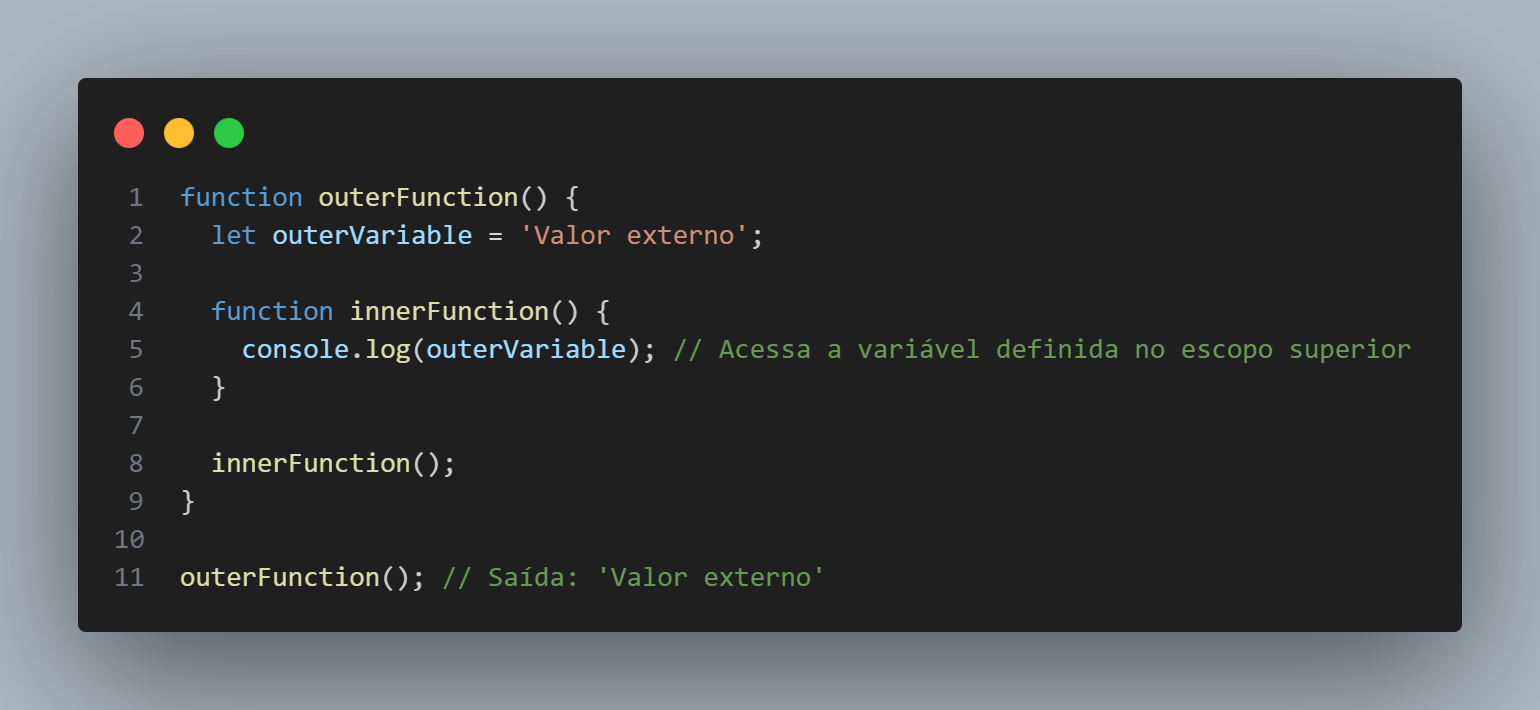 1 function outerFunction() {
2   let outerVariable = 'Valor externo';
3
4   function innerFunction() {
5     console.log(outerVariable); // Acessa a variável definida no escopo superior
6   }
7
8   innerFunction();
9 }
10
11 outerFunction(); // Saída: 'Valor externo'